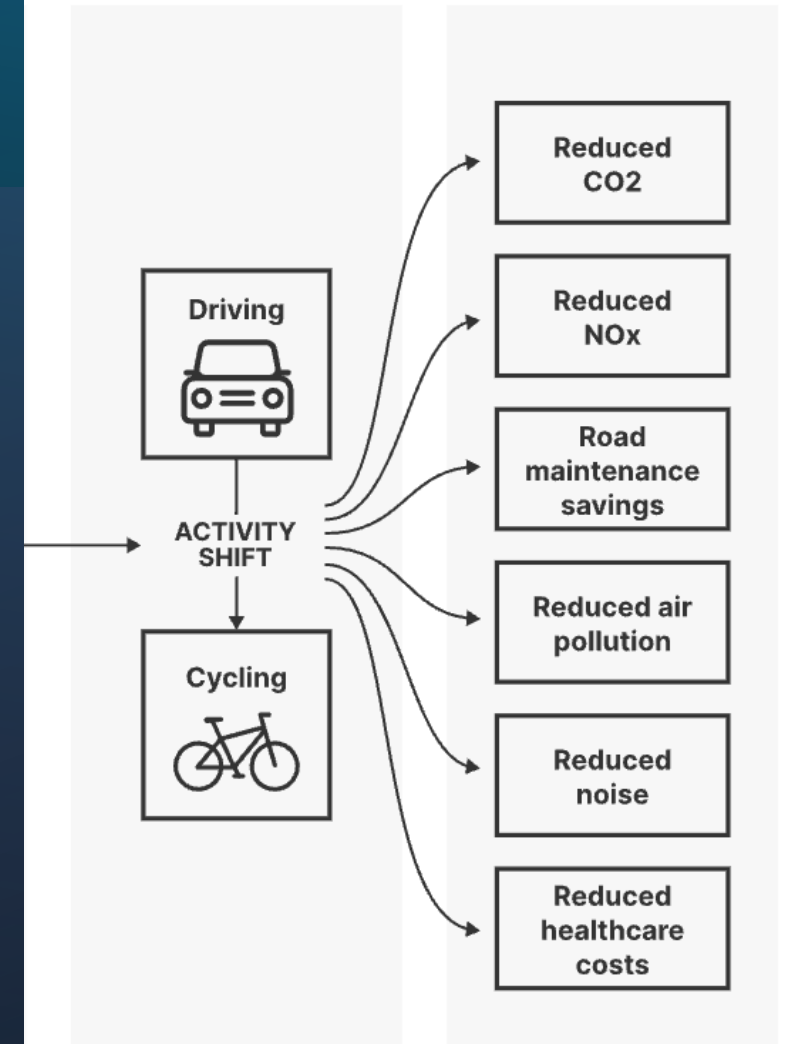 Driving
ACTIVITY
SHIFT
Cycling
Reduced
CO2
Reduced
NOx
Road
maintenance
savings
Reduced air
pollution
Reduced
noise
Reduced
healthcare
costs